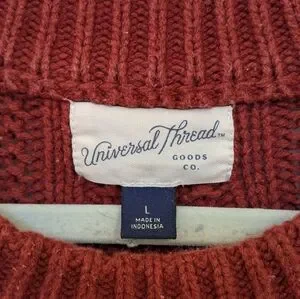 Universal Thread™
GOODS
CO.
L
MADE IN
INDONESIA